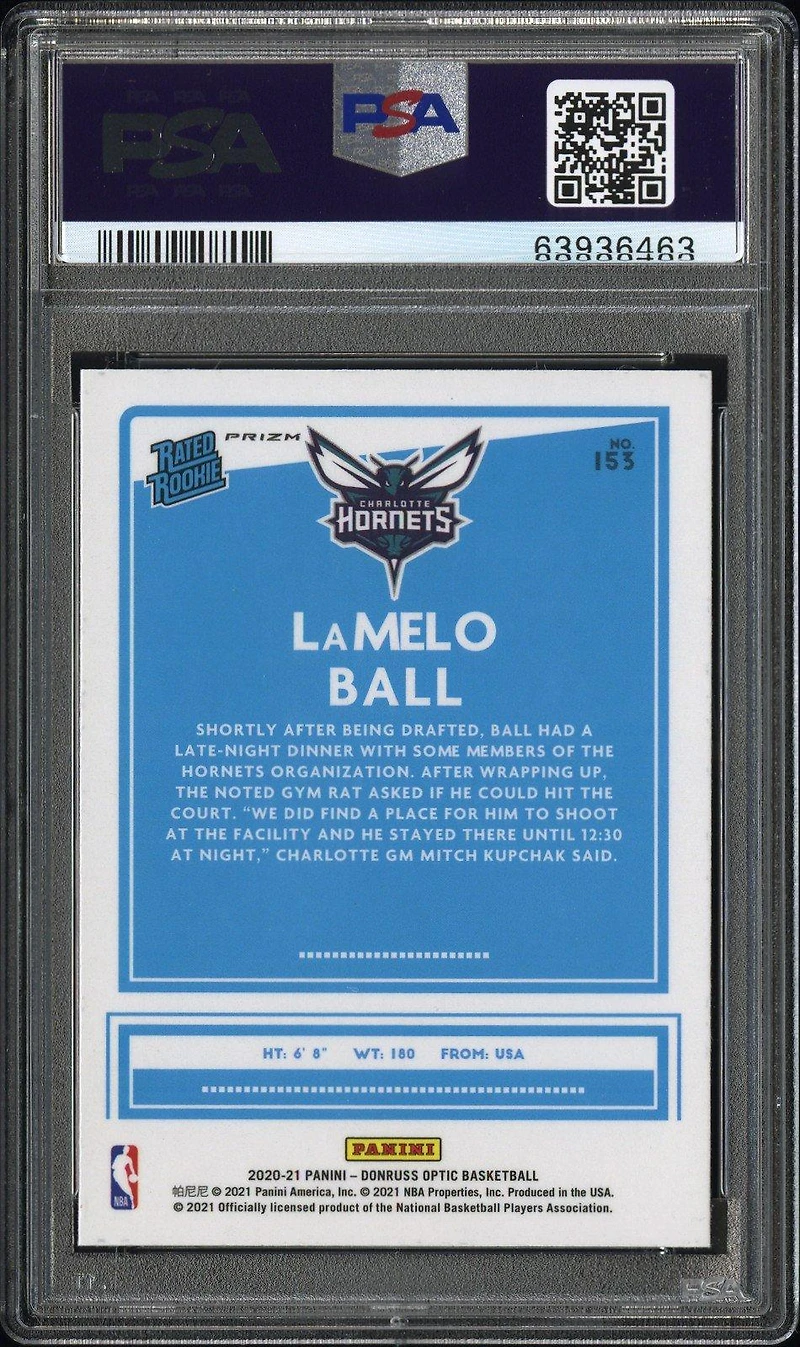 PSA
PSA
63936463
RATED
ROOKIE
PRIZM
NO.
153
CHARLOTTE
HORNETS
LaMELO
BALL
SHORTLY AFTER BEING DRAFTED, BALL HAD A
LATE-NIGHT DINNER WITH SOME MEMBERS OF THE
HORNETS ORGANIZATION. AFTER WRAPPING UP,
THE NOTED GYM RAT ASKED IF HE COULD HIT THE
COURT. “WE DID FIND A PLACE FOR HIM TO SHOOT
AT THE FACILITY AND HE STAYED THERE UNTIL 12:30
AT NIGHT,” CHARLOTTE GM MITCH KUPCHAK SAID.
HT: 6' 8" WT: 180 FROM: USA
PANINI
2020-21 PANINI – DONRUSS OPTIC BASKETBALL
帕尼尼 © 2021 Panini America, Inc. © 2021 NBA Properties, Inc. Produced in the USA.
© 2021 Officially licensed product of the National Basketball Players Association.
NBA
PSA